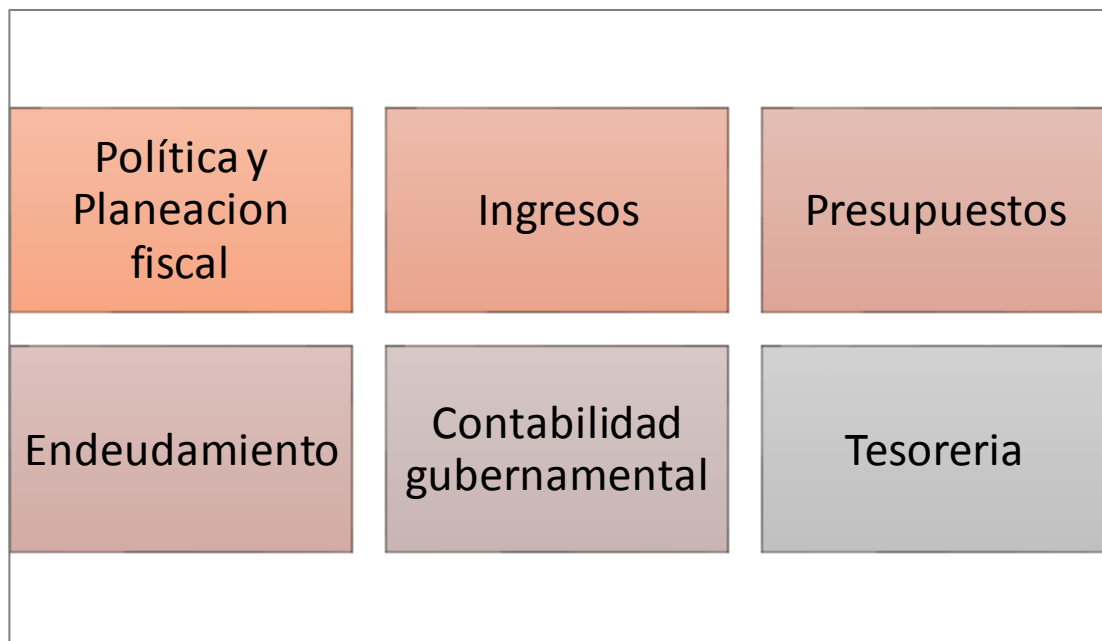 Política y
Planeacion
fiscal
Ingresos
Presupuestos
Endeudamiento
Contabilidad
gubernamental
Tesoreria